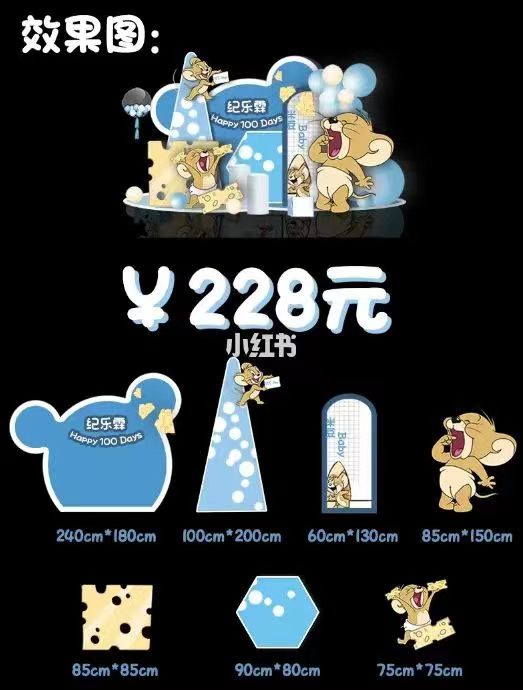 效果图：
纪乐霖
Happy 100 Days
Baby
￥228元
小红书
纪乐霖
Happy 100 Days
Baby
240cm*180cm
100cm*200cm
60cm*130cm
85cm*150cm
85cm*85cm
90cm*80cm
75cm*75cm